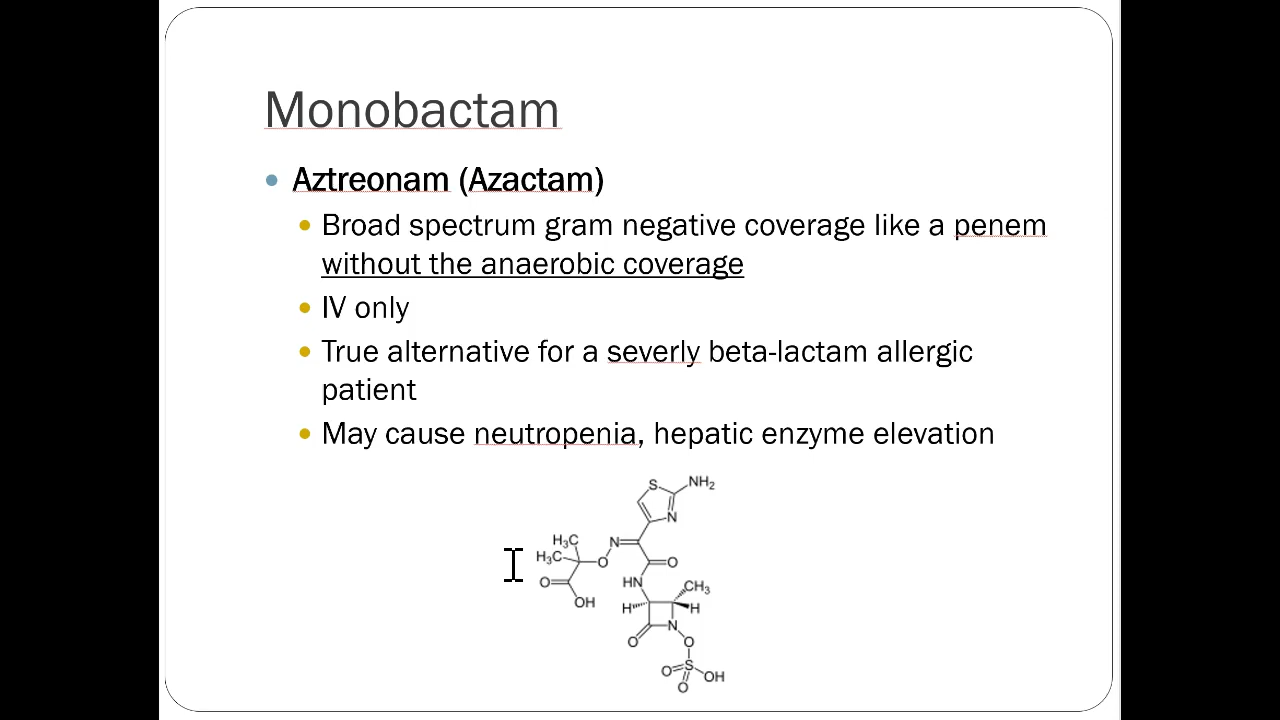 Monobactam
Aztreonam (Azactam)
Broad spectrum gram negative coverage like a penem
without the anaerobic coverage
IV only
True alternative for a severly beta-lactam allergic
patient
May cause neutropenia, hepatic enzyme elevation
S
NH2
N
H3C
N
H3C
O
O
O
HN
CH3
OH
H
H
N
O
O
O
S
OH
O